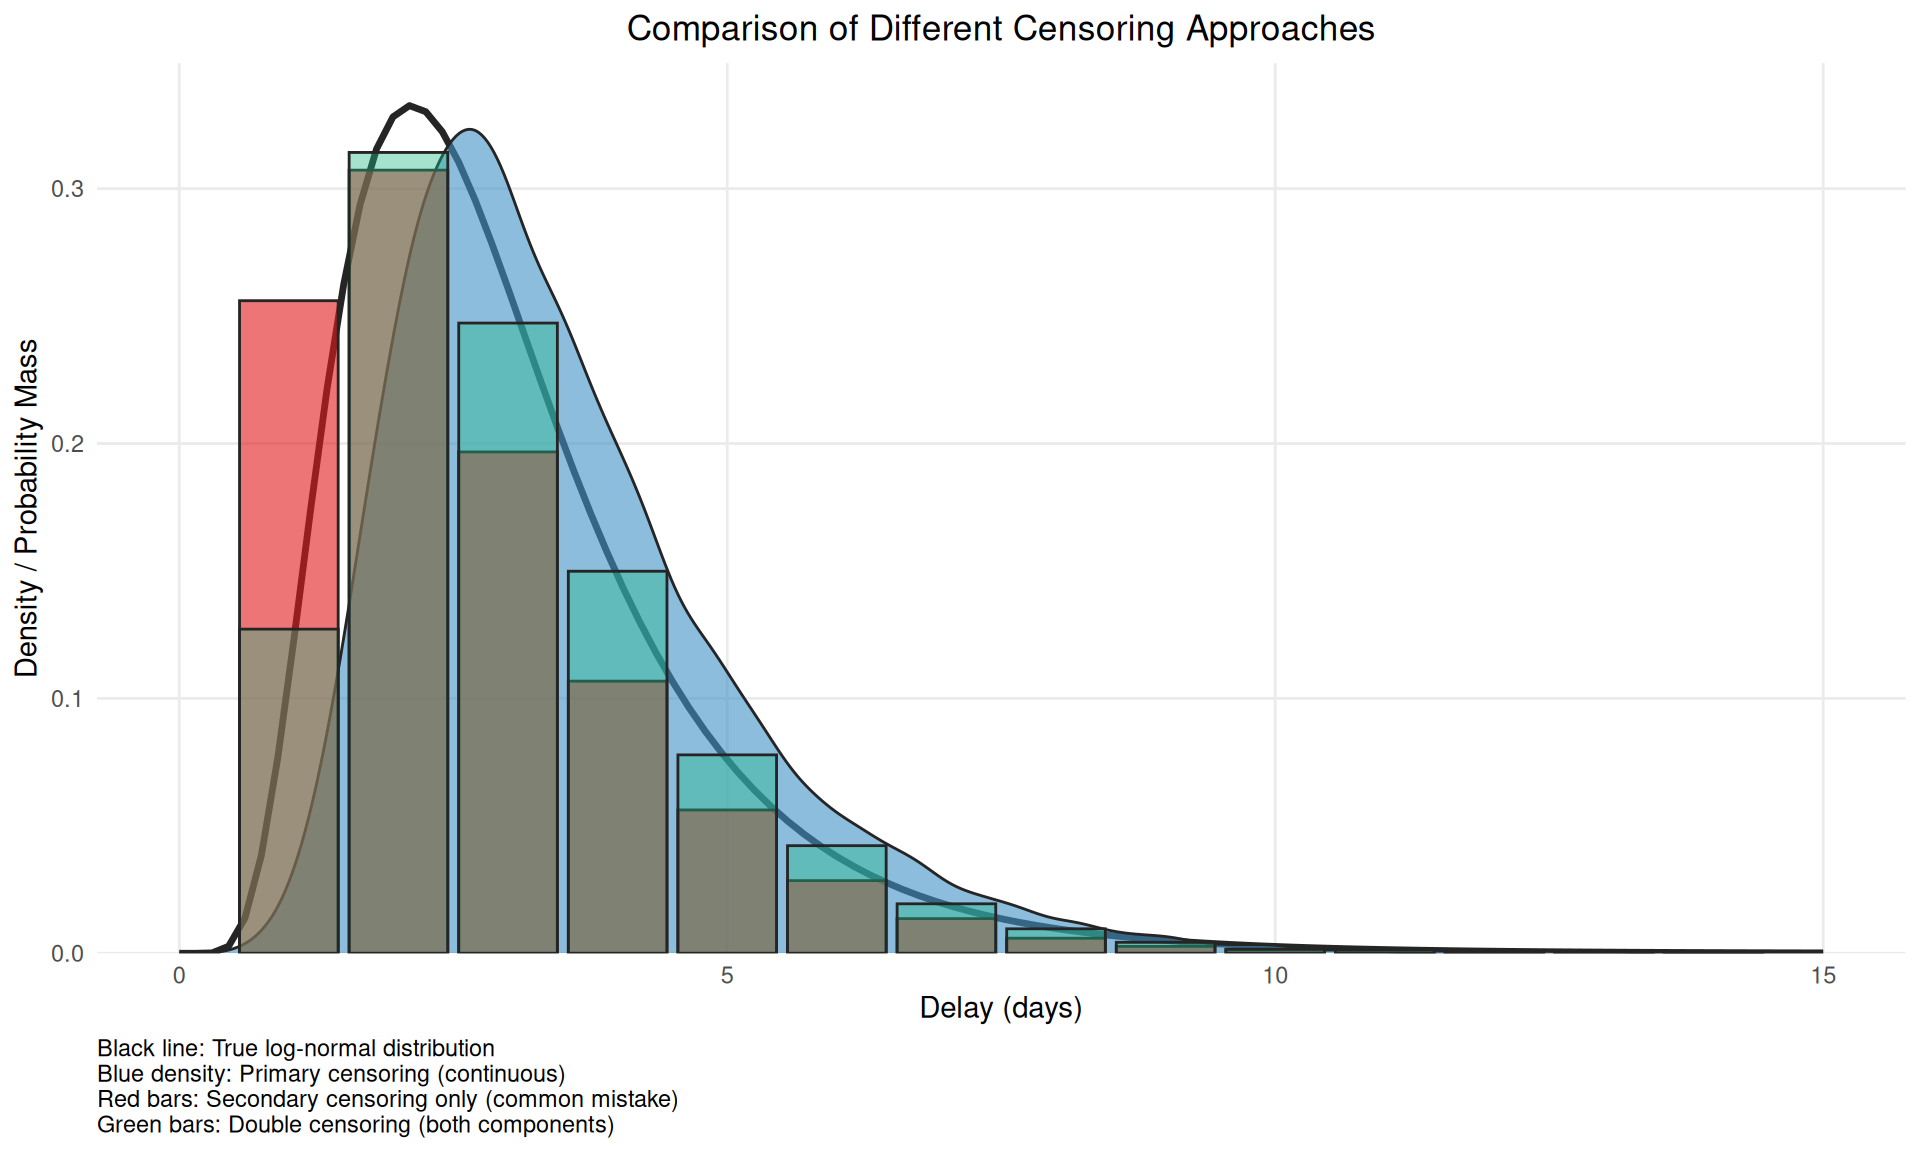 Comparison of Different Censoring Approaches
Density / Probability Mass
0.3
0.2
0.1
0.0
0
5
10
15
Delay (days)
Black line: True log-normal distribution
Blue density: Primary censoring (continuous)
Red bars: Secondary censoring only (common mistake)
Green bars: Double censoring (both components)